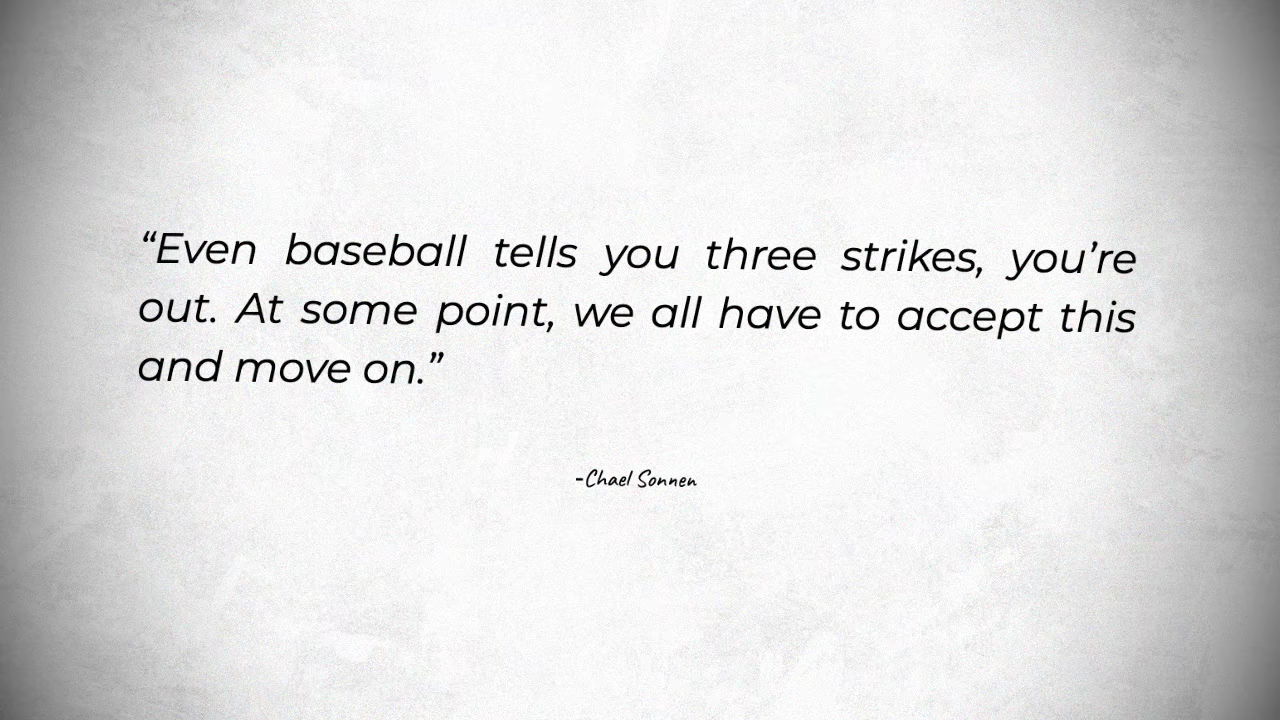 “Even baseball tells you three strikes, you’re
out. At some point, we all have to accept this
and move on.”
-Chael Sonnen